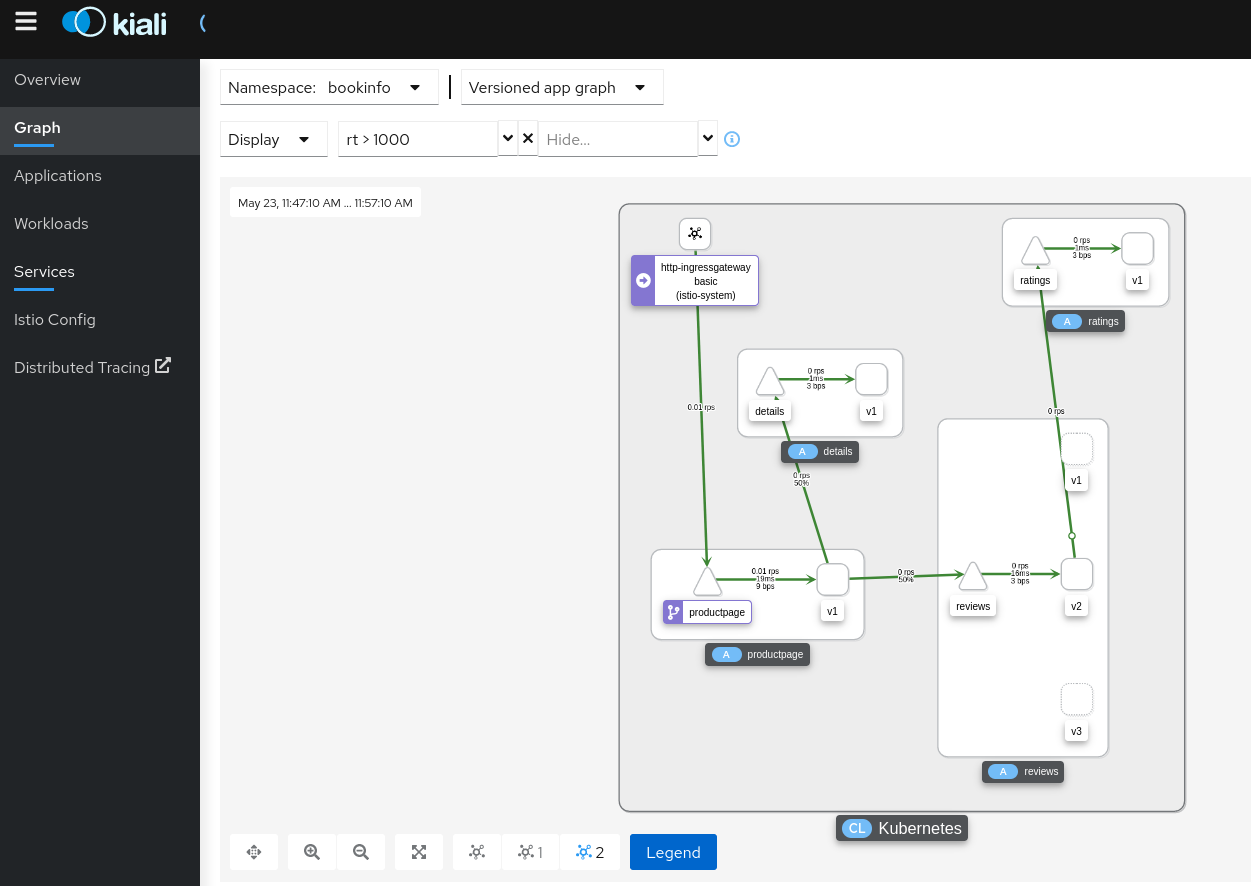 kiali
Overview
Graph
Applications
Workloads
Services
Istio Config
Distributed Tracing
Namespace: bookinfo
Versioned app graph
Display
rt > 1000
Hide...
May 23, 11:47:10 AM ... 11:57:10 AM
http-ingressgateway
basic
(istio-system)
0 rps
1ms
3 bps
ratings
v1
A ratings
0 rps
1ms
3 bps
details
v1
A details
0.01 rps
0 rps
50%
0 rps
v1
0.01 rps
19ms
9 bps
productpage
v1
A productpage
0 rps
50%
0 rps
16ms
3 bps
reviews
v2
v3
A reviews
CL Kubernetes
1
2
Legend